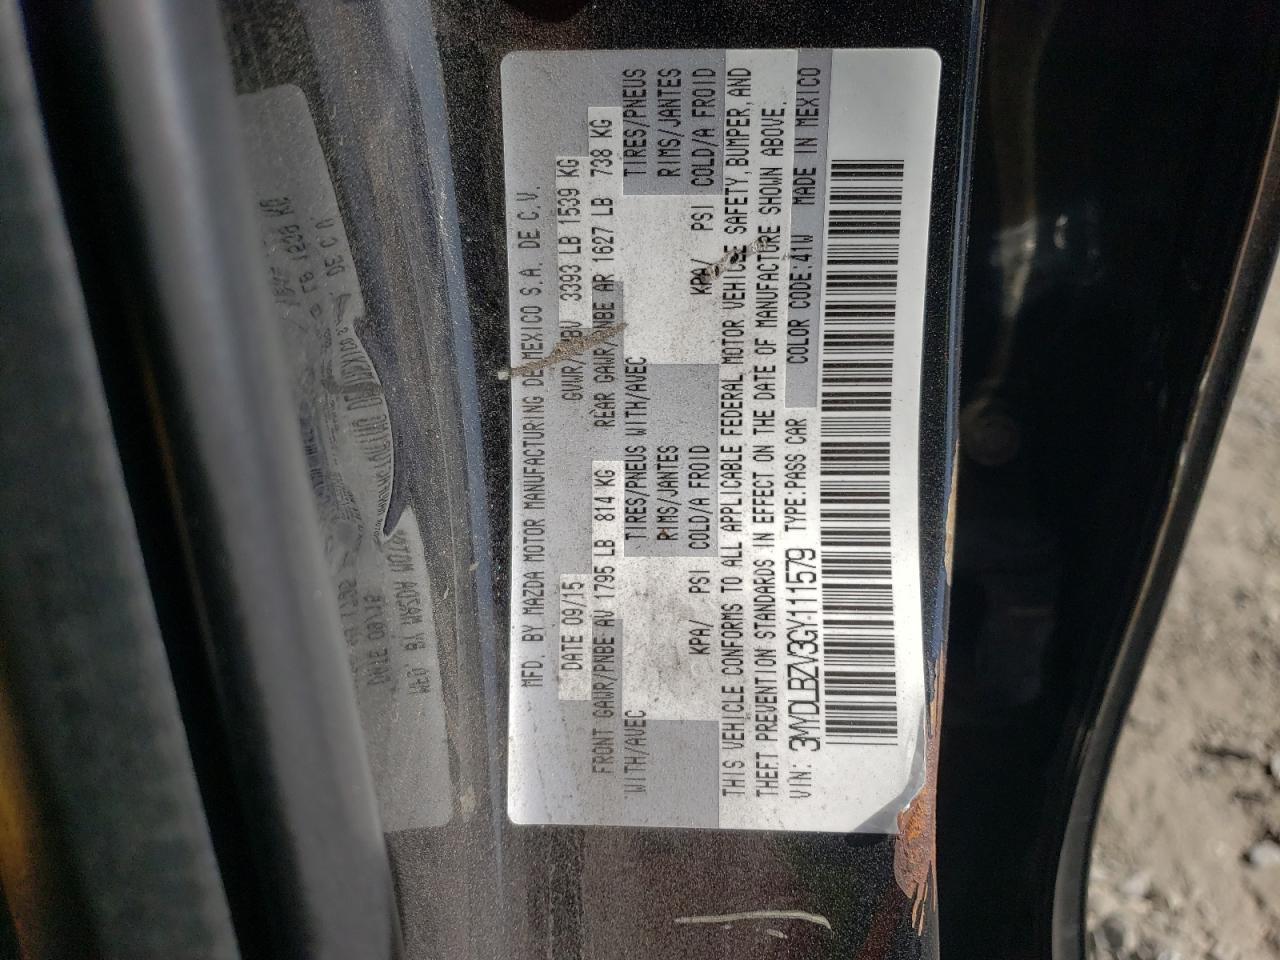 MFD. BY MAZDA MOTOR MANUFACTURING DE MEXICO S.A. DE C.V.
DATE 09/15 GVWR/PNBV 3393 LB 1539 KG
FRONT GAWR/PNBE AV 1795 LB 814 KG REAR GAWR/PNBE AR 1627 LB 738 KG
WITH/AVEC TIRES/PNEUS WITH/AVEC TIRES/PNEUS
RIMS/JANTES RIMS/JANTES
KPA/ PSI COLD/A FROID KPA/ PSI COLD/A FROID
THIS VEHICLE CONFORMS TO ALL APPLICABLE FEDERAL MOTOR VEHICLE SAFETY, BUMPER, AND
THEFT PREVENTION STANDARDS IN EFFECT ON THE DATE OF MANUFACTURE SHOWN ABOVE.
VIN: 3MYDLBZV3GY111579 TYPE:PASS CAR COLOR CODE:41W MADE IN MEXICO